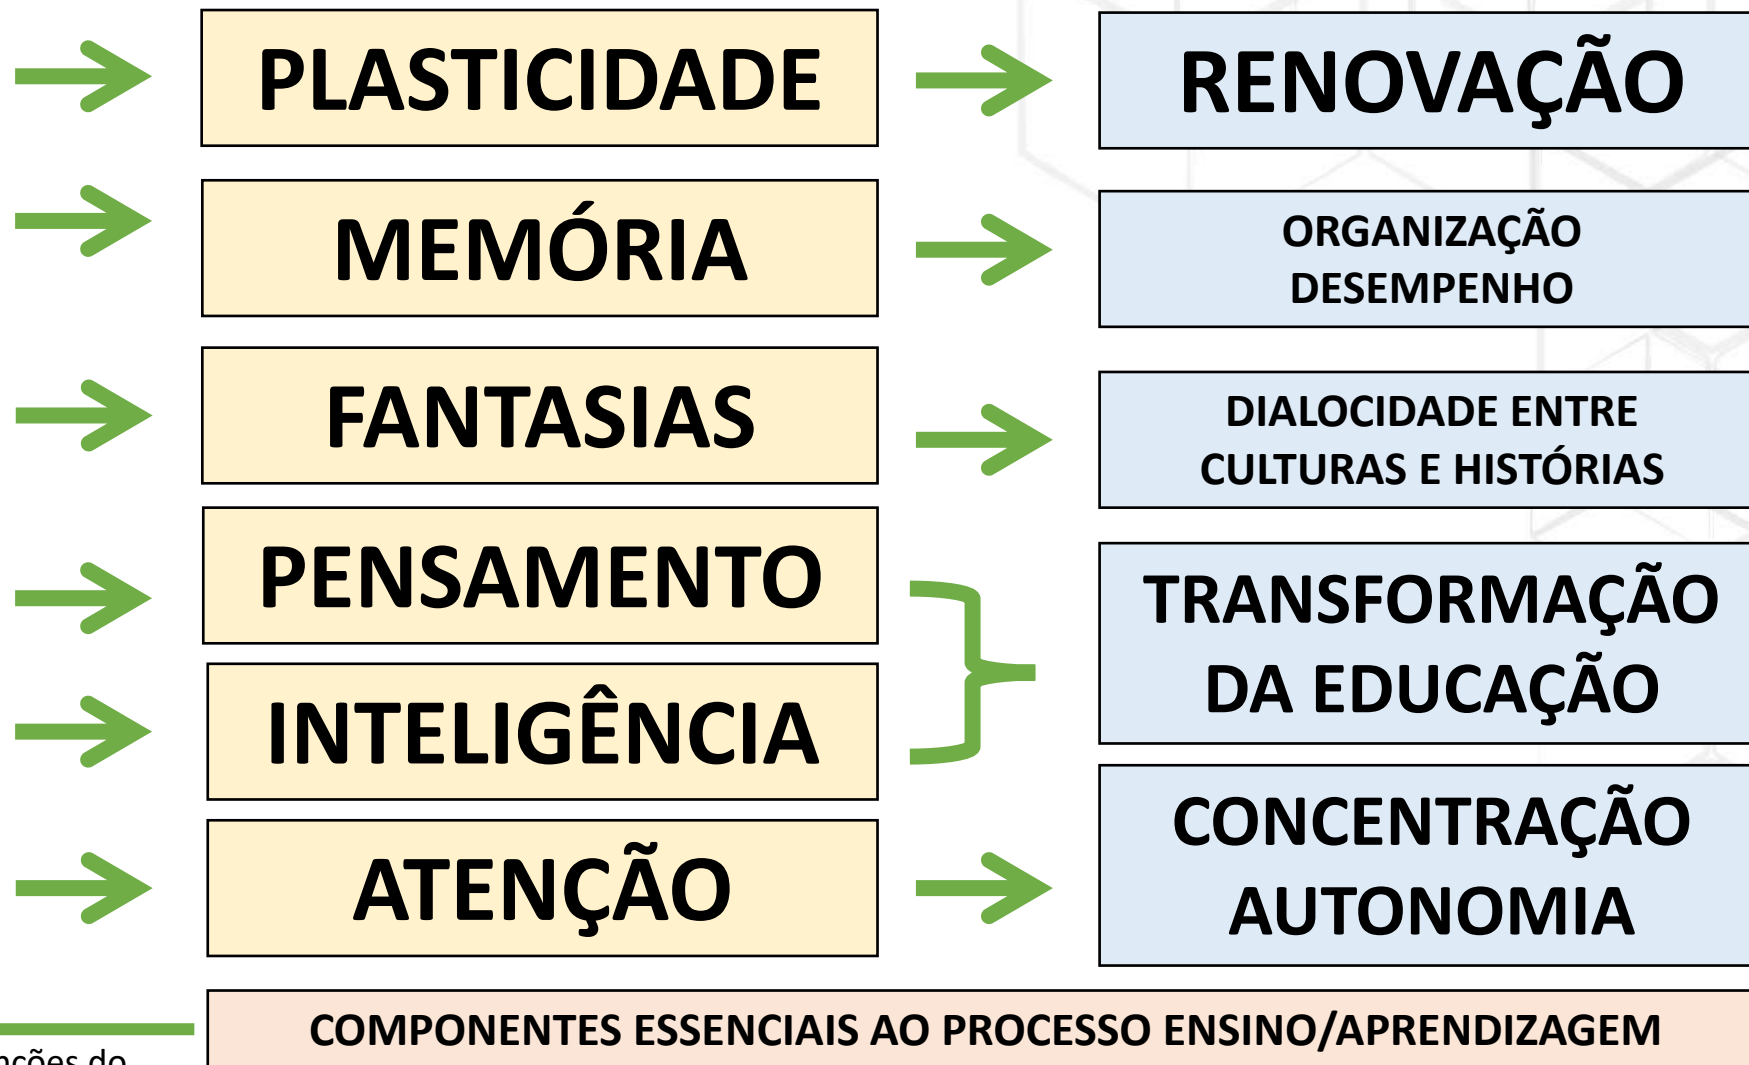 PLASTICIDADE
RENOVAÇÃO
MEMÓRIA
ORGANIZAÇÃO
DESEMPENHO
FANTASIAS
DIALOCIDADE ENTRE
CULTURAS E HISTÓRIAS
PENSAMENTO
INTELIGÊNCIA
TRANSFORMAÇÃO
DA EDUCAÇÃO
ATENÇÃO
CONCENTRAÇÃO
AUTONOMIA
COMPONENTES ESSENCIAIS AO PROCESSO ENSINO/APRENDIZAGEM
do